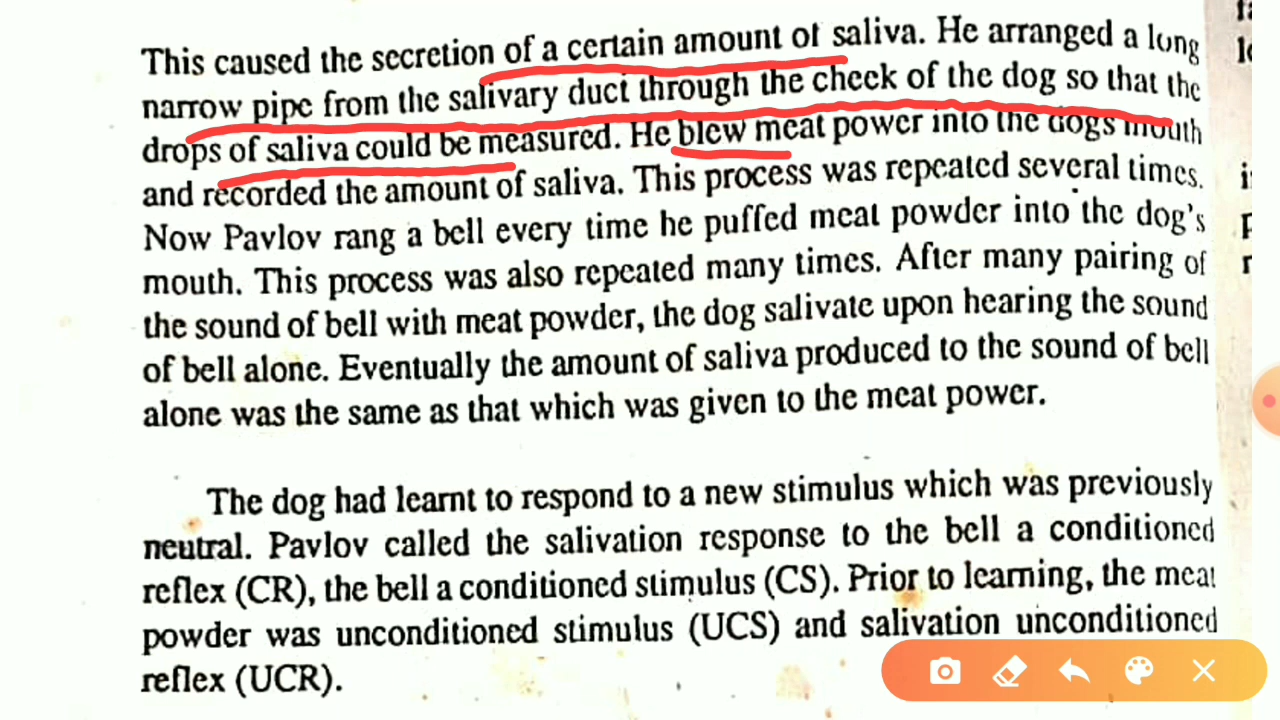 This caused the secretion of a certain amount of saliva. He arranged a long
narrow pipe from the salivary duct through the cheek of the dog so that the
drops of saliva could be measured. He blew meat power into the dogs mouth
and recorded the amount of saliva. This process was repeated several times.
Now Pavlov rang a bell every time he puffed meat powder into the dog's
mouth. This process was also repeated many times. After many pairing of
the sound of bell with meat powder, the dog salivate upon hearing the sound
of bell alone. Eventually the amount of saliva produced to the sound of bell
alone was the same as that which was given to the meat power.
The dog had learnt to respond to a new stimulus which was previously
neutral. Pavlov called the salivation response to the bell a conditioned
reflex (CR), the bell a conditioned stimulus (CS). Prior to learning, the meat
powder was unconditioned stimulus (UCS) and salivation unconditioned
reflex (UCR).